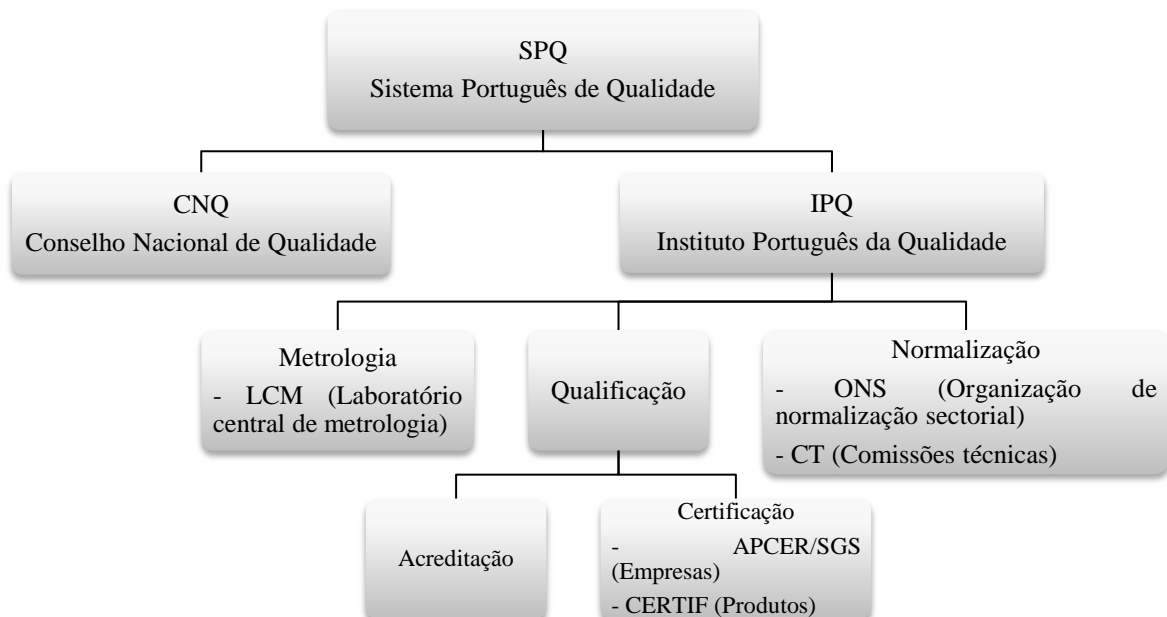 SPQ
Sistema Português de Qualidade
CNQ
Conselho Nacional de Qualidade
IPQ
Instituto Português da Qualidade
Metrologia
- LCM (Laboratório
central de metrologia)
Qualificação
Normalização
- ONS (Organização de
normalização sectorial)
- CT (Comissões técnicas)
Acreditação
Certificação
- APCER/SGS
(Empresas)
- CERTIF (Produtos)